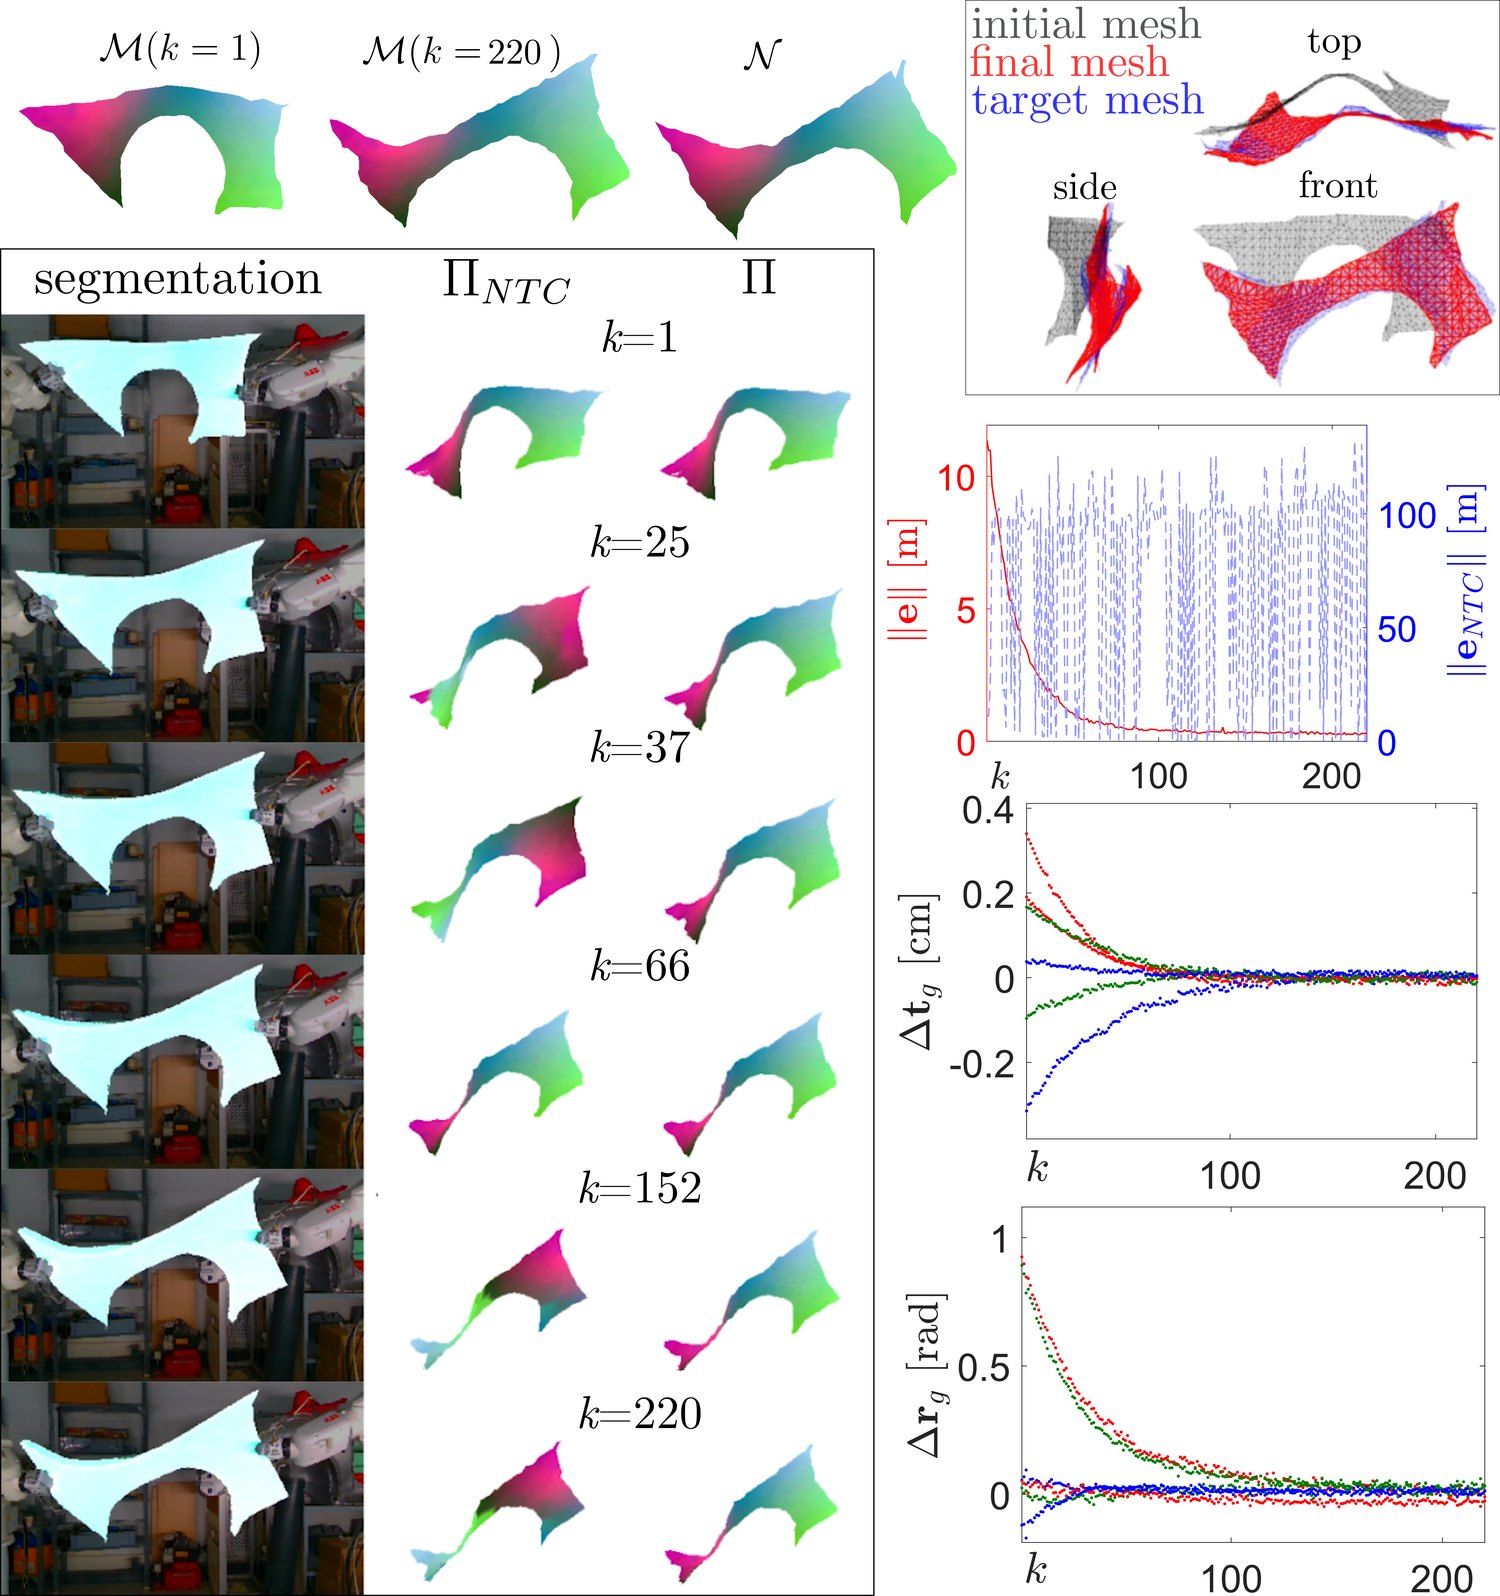 ℳ(k = 1)
ℳ(k = 220 )
𝒩
initial mesh
final mesh
target mesh
top
side
front
segmentation
Π_NTC
Π
k=1
k=25
k=37
k=66
k=152
k=220
10
5
0
‖e‖ [m]
100
50
0
‖e_NTC‖ [m]
k
100
200
0.4
0.2
0
-0.2
Δt_g [cm]
k
100
200
1
0.5
0
Δr_g [rad]
k
100
200
ABB
ABB